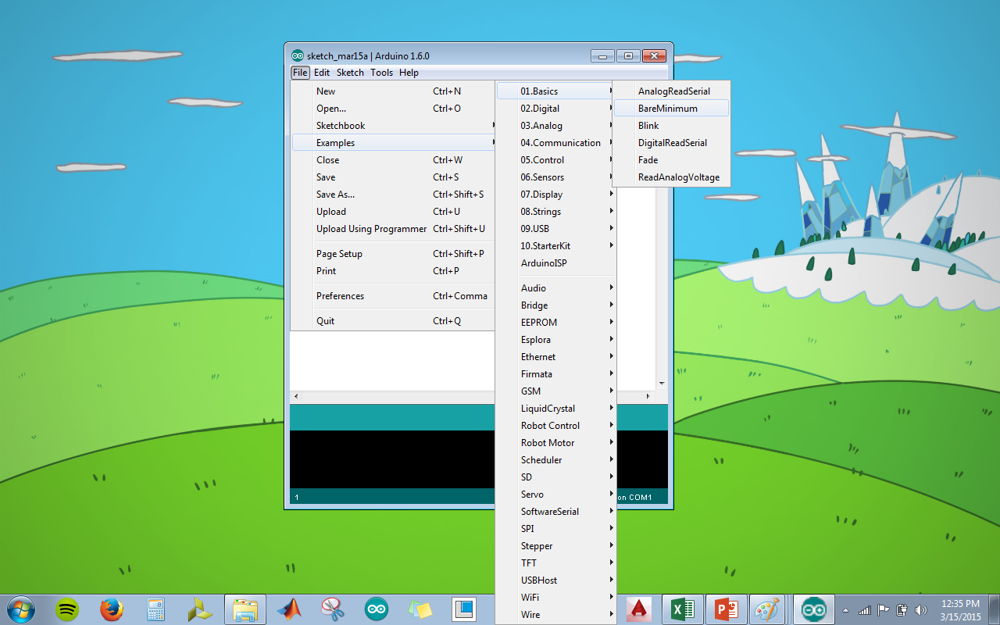 sketch_mar15a | Arduino 1.6.0
File Edit Sketch Tools Help
New Ctrl+N
Open... Ctrl+O
Sketchbook
Examples
Close Ctrl+W
Save Ctrl+S
Save As... Ctrl+Shift+S
Upload Ctrl+U
Upload Using Programmer Ctrl+Shift+U
Page Setup Ctrl+Shift+P
Print Ctrl+P
Preferences Ctrl+Comma
Quit Ctrl+Q
01.Basics
02.Digital
03.Analog
04.Communication
05.Control
06.Sensors
07.Display
08.Strings
09.USB
10.StarterKit
ArduinoISP
Audio
Bridge
EEPROM
Esplora
Ethernet
Firmata
GSM
LiquidCrystal
Robot Control
Robot Motor
Scheduler
SD
Servo
SoftwareSerial
SPI
Stepper
TFT
USBHost
WiFi
Wire
AnalogReadSerial
BareMinimum
Blink
DigitalReadSerial
Fade
ReadAnalogVoltage
1
on COM1
12:35 PM
3/15/2015